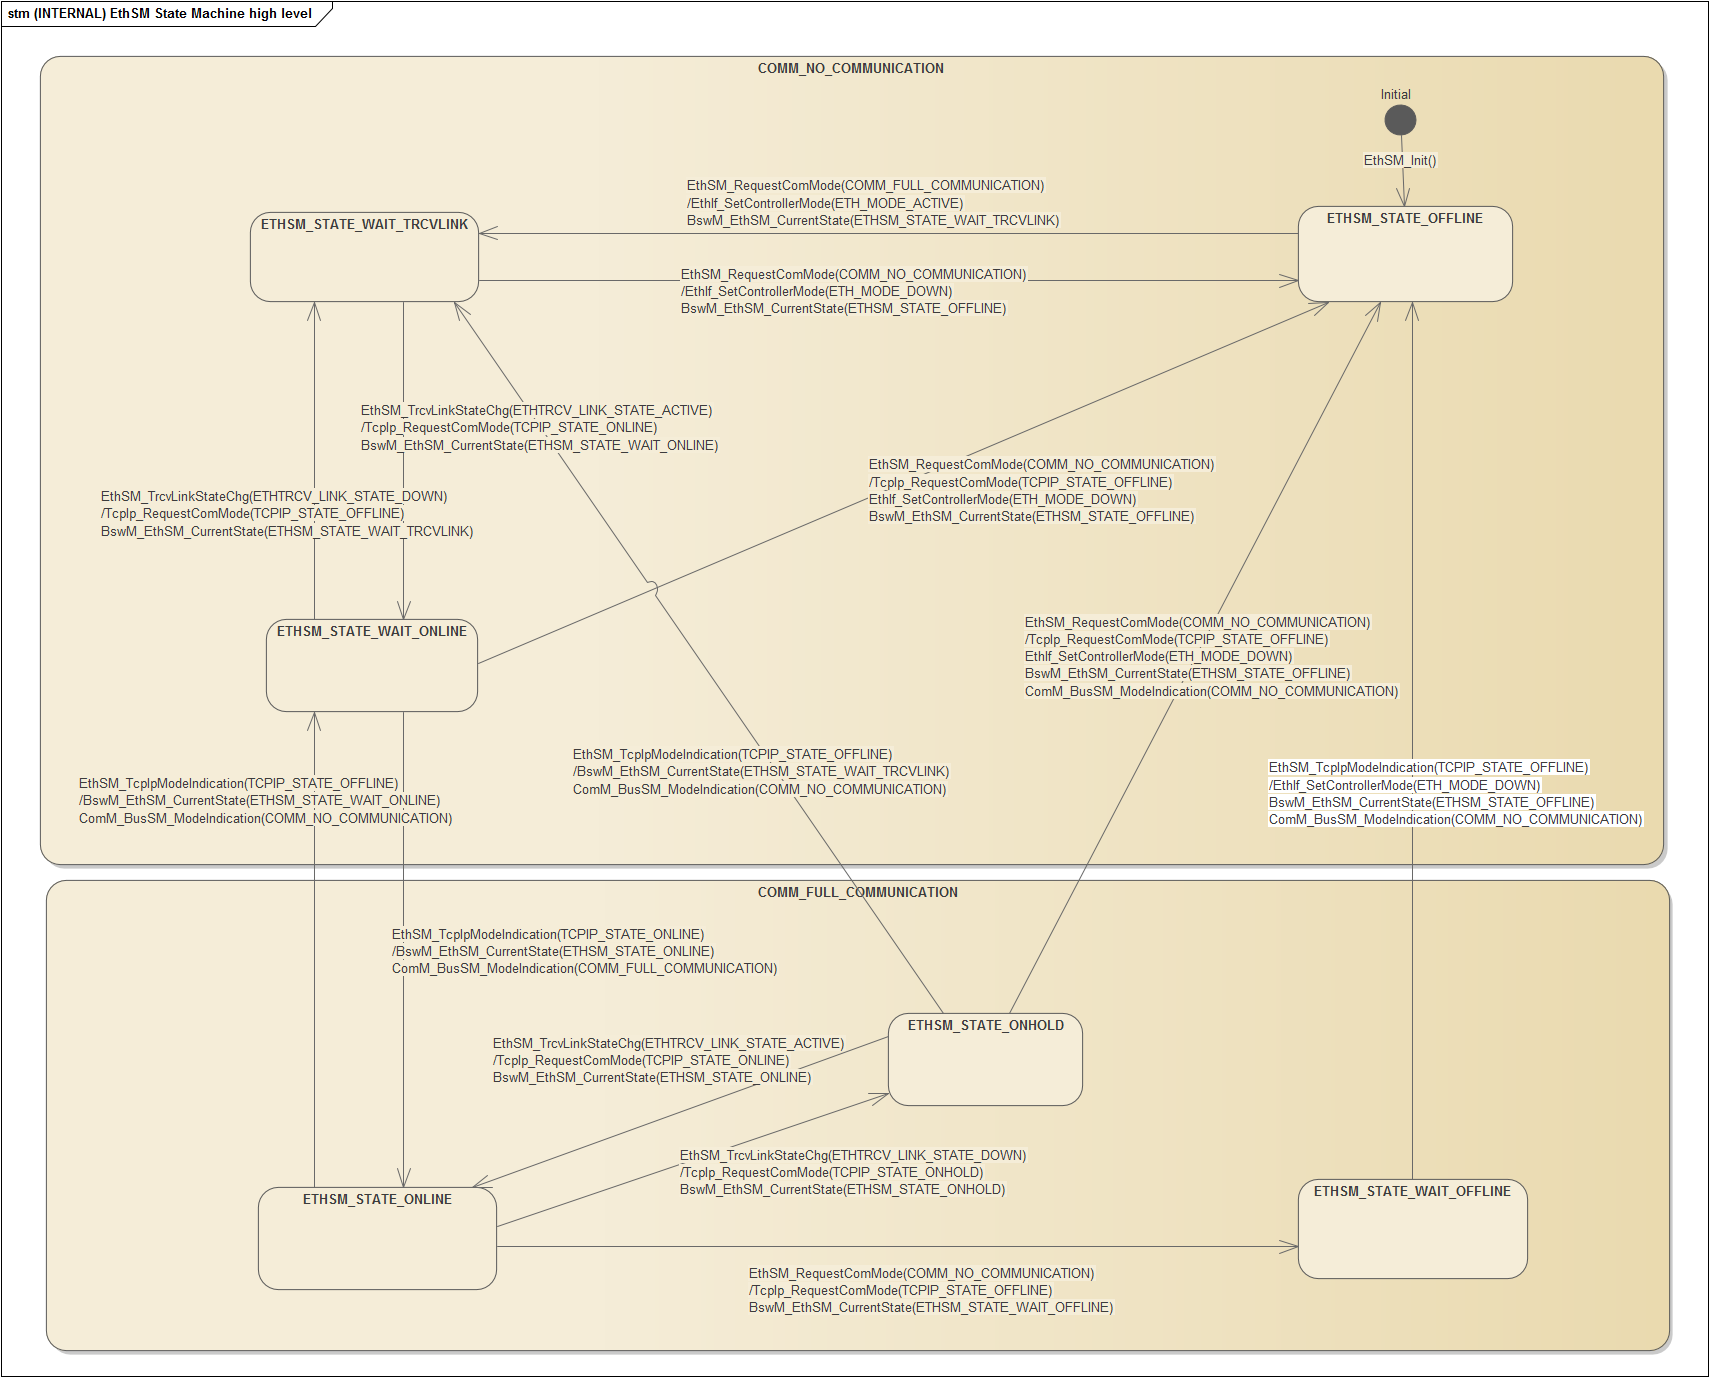 stm (INTERNAL) EthSM State Machine high level
COMM_NO_COMMUNICATION
Initial
EthSM_Init()
EthSM_RequestComMode(COMM_FULL_COMMUNICATION)
/EthIf_SetControllerMode(ETH_MODE_ACTIVE)
BswM_EthSM_CurrentState(ETHSM_STATE_WAIT_TRCVLINK)
ETHSM_STATE_WAIT_TRCVLINK
ETHSM_STATE_OFFLINE
EthSM_RequestComMode(COMM_NO_COMMUNICATION)
/EthIf_SetControllerMode(ETH_MODE_DOWN)
BswM_EthSM_CurrentState(ETHSM_STATE_OFFLINE)
EthSM_TrcvLinkStateChg(ETHTRCV_LINK_STATE_ACTIVE)
/TcpIp_RequestComMode(TCPIP_STATE_ONLINE)
BswM_EthSM_CurrentState(ETHSM_STATE_WAIT_ONLINE)
EthSM_RequestComMode(COMM_NO_COMMUNICATION)
/TcpIp_RequestComMode(TCPIP_STATE_OFFLINE)
EthIf_SetControllerMode(ETH_MODE_DOWN)
BswM_EthSM_CurrentState(ETHSM_STATE_OFFLINE)
EthSM_TrcvLinkStateChg(ETHTRCV_LINK_STATE_DOWN)
/TcpIp_RequestComMode(TCPIP_STATE_OFFLINE)
BswM_EthSM_CurrentState(ETHSM_STATE_WAIT_TRCVLINK)
ETHSM_STATE_WAIT_ONLINE
EthSM_RequestComMode(COMM_NO_COMMUNICATION)
/TcpIp_RequestComMode(TCPIP_STATE_OFFLINE)
EthIf_SetControllerMode(ETH_MODE_DOWN)
BswM_EthSM_CurrentState(ETHSM_STATE_OFFLINE)
ComM_BusSM_ModeIndication(COMM_NO_COMMUNICATION)
EthSM_TcpIpModeIndication(TCPIP_STATE_OFFLINE)
/BswM_EthSM_CurrentState(ETHSM_STATE_WAIT_TRCVLINK)
ComM_BusSM_ModeIndication(COMM_NO_COMMUNICATION)
EthSM_TcpIpModeIndication(TCPIP_STATE_OFFLINE)
/EthIf_SetControllerMode(ETH_MODE_DOWN)
BswM_EthSM_CurrentState(ETHSM_STATE_OFFLINE)
ComM_BusSM_ModeIndication(COMM_NO_COMMUNICATION)
EthSM_TcpIpModeIndication(TCPIP_STATE_OFFLINE)
/BswM_EthSM_CurrentState(ETHSM_STATE_WAIT_ONLINE)
ComM_BusSM_ModeIndication(COMM_NO_COMMUNICATION)
COMM_FULL_COMMUNICATION
EthSM_TcpIpModeIndication(TCPIP_STATE_ONLINE)
/BswM_EthSM_CurrentState(ETHSM_STATE_ONLINE)
ComM_BusSM_ModeIndication(COMM_FULL_COMMUNICATION)
ETHSM_STATE_ONHOLD
EthSM_TrcvLinkStateChg(ETHTRCV_LINK_STATE_ACTIVE)
/TcpIp_RequestComMode(TCPIP_STATE_ONLINE)
BswM_EthSM_CurrentState(ETHSM_STATE_ONLINE)
EthSM_TrcvLinkStateChg(ETHTRCV_LINK_STATE_DOWN)
/TcpIp_RequestComMode(TCPIP_STATE_ONHOLD)
BswM_EthSM_CurrentState(ETHSM_STATE_ONHOLD)
ETHSM_STATE_ONLINE
ETHSM_STATE_WAIT_OFFLINE
EthSM_RequestComMode(COMM_NO_COMMUNICATION)
/TcpIp_RequestComMode(TCPIP_STATE_OFFLINE)
BswM_EthSM_CurrentState(ETHSM_STATE_WAIT_OFFLINE)